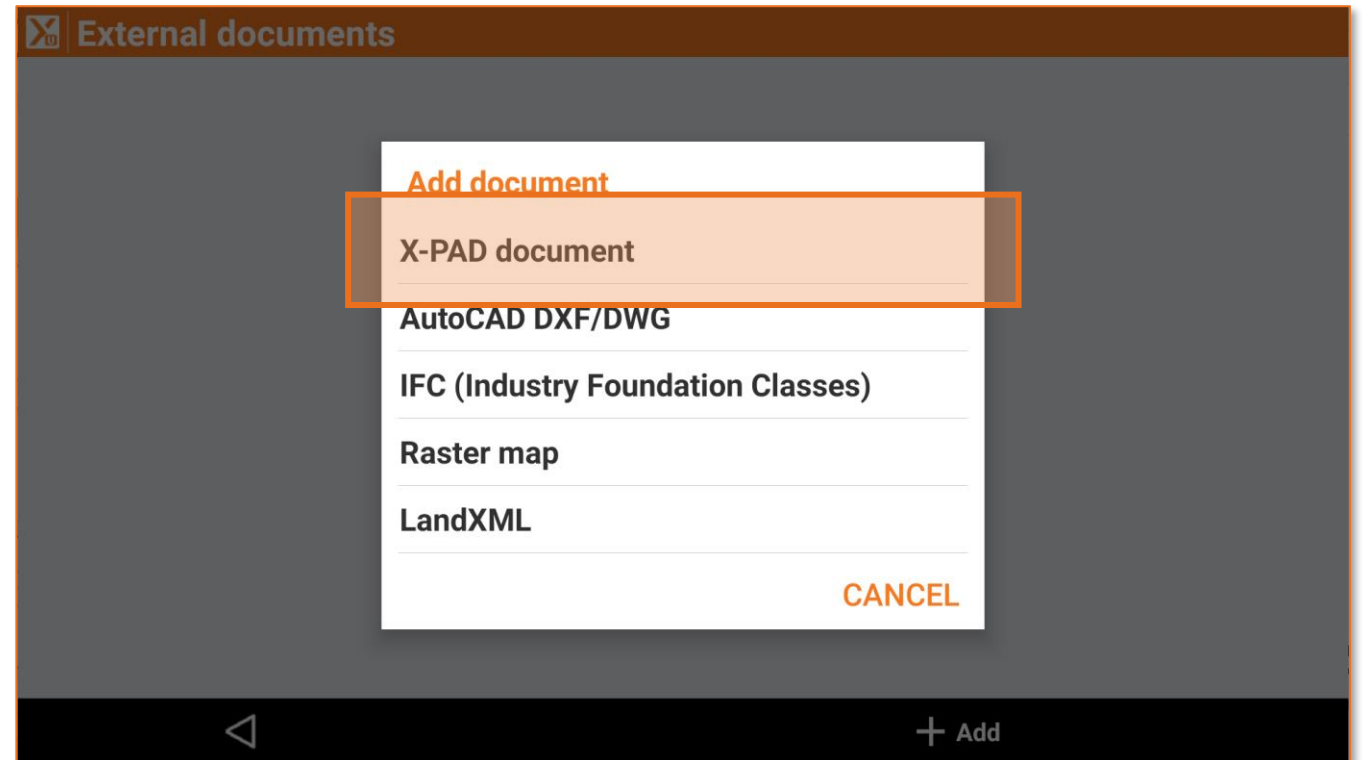 External documents
Add document
X-PAD document
AutoCAD DXF/DWG
IFC (Industry Foundation Classes)
Raster map
LandXML
CANCEL
Add